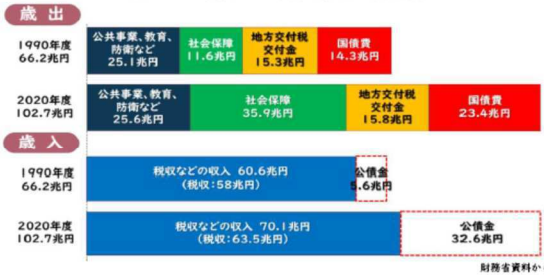 歳出
1990年度
66.2兆円
公共事業、教育、
防衛など
25.1兆円
社会保障
11.6兆円
地方交付税
交付金
15.3兆円
国債費
14.3兆円
2020年度
102.7兆円
公共事業、教育、
防衛など
25.6兆円
社会保障
35.9兆円
地方交付税
交付金
15.8兆円
国債費
23.4兆円
歳入
1990年度
66.2兆円
税収などの収入 60.6兆円
(税収:58兆円)
公債金
5.6兆円
2020年度
102.7兆円
税収などの収入 70.1兆円
(税収:63.5兆円)
公債金
32.6兆円
財務省資料か